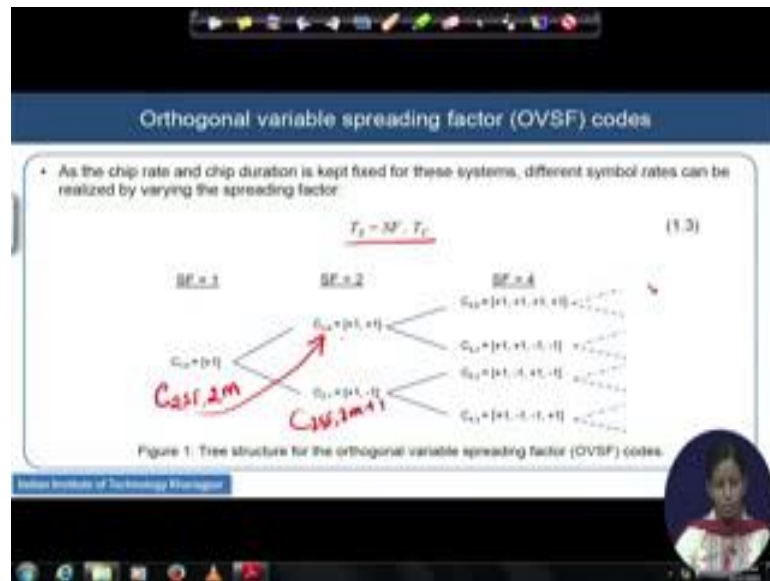 Orthogonal variable spreading factor (OVSF) codes
• As the chip rate and chip duration is kept fixed for these systems, different symbol rates can be
realized by varying the spreading factor
T_S = SF . T_C (1.3)
SF = 1 SF = 2 SF = 4
C_{4,0} = [+1, +1, +1, +1]
C_{2,0} = [+1, +1]
C_{4,1} = [+1, +1, -1, -1]
C_{1,0} = [+1]
C_{4,2} = [+1, -1, +1, -1]
C_{2SF,2m} C_{2,1} = [+1, -1]
C_{2SF,2m+1}
C_{4,3} = [+1, -1, -1, +1]
Figure 1: Tree structure for the orthogonal variable spreading factor (OVSF) codes.
Indian Institute of Technology Kharagpur